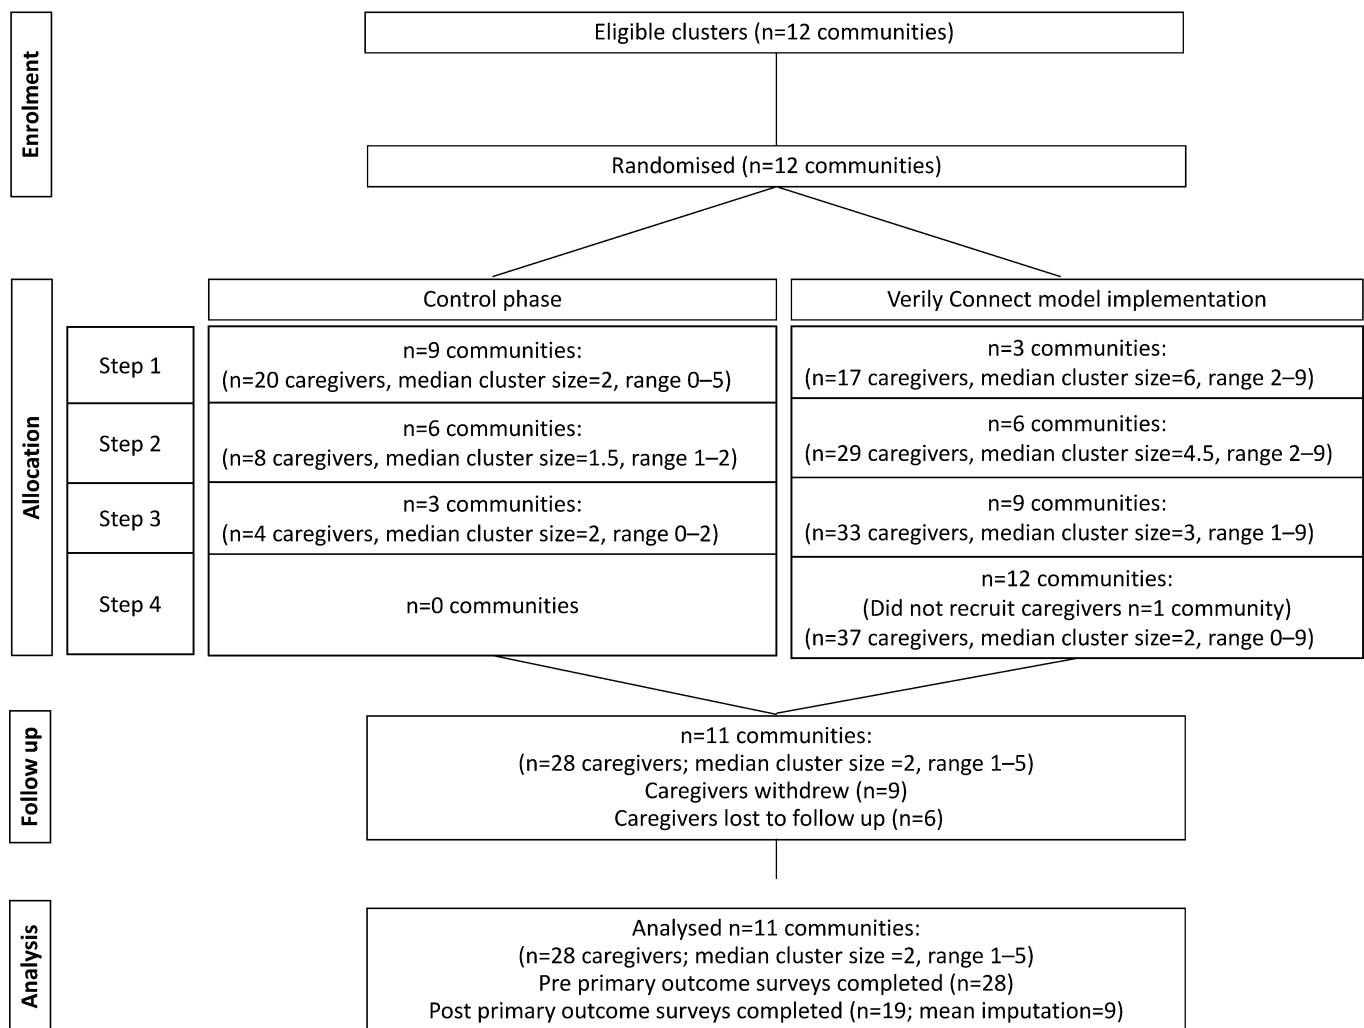 Enrolment
Eligible clusters (n=12 communities)
Randomised (n=12 communities)
Allocation
Control phase
Verily Connect model implementation
Step 1
n=9 communities:
(n=20 caregivers, median cluster size=2, range 0–5)
n=3 communities:
(n=17 caregivers, median cluster size=6, range 2–9)
Step 2
n=6 communities:
(n=8 caregivers, median cluster size=1.5, range 1–2)
n=6 communities:
(n=29 caregivers, median cluster size=4.5, range 2–9)
Step 3
n=3 communities:
(n=4 caregivers, median cluster size=2, range 0–2)
n=9 communities:
(n=33 caregivers, median cluster size=3, range 1–9)
Step 4
n=0 communities
n=12 communities:
(Did not recruit caregivers n=1 community)
(n=37 caregivers, median cluster size=2, range 0–9)
Follow up
n=11 communities:
(n=28 caregivers; median cluster size =2, range 1–5)
Caregivers withdrew (n=9)
Caregivers lost to follow up (n=6)
Analysis
Analysed n=11 communities:
(n=28 caregivers; median cluster size =2, range 1–5)
Pre primary outcome surveys completed (n=28)
Post primary outcome surveys completed (n=19; mean imputation=9)